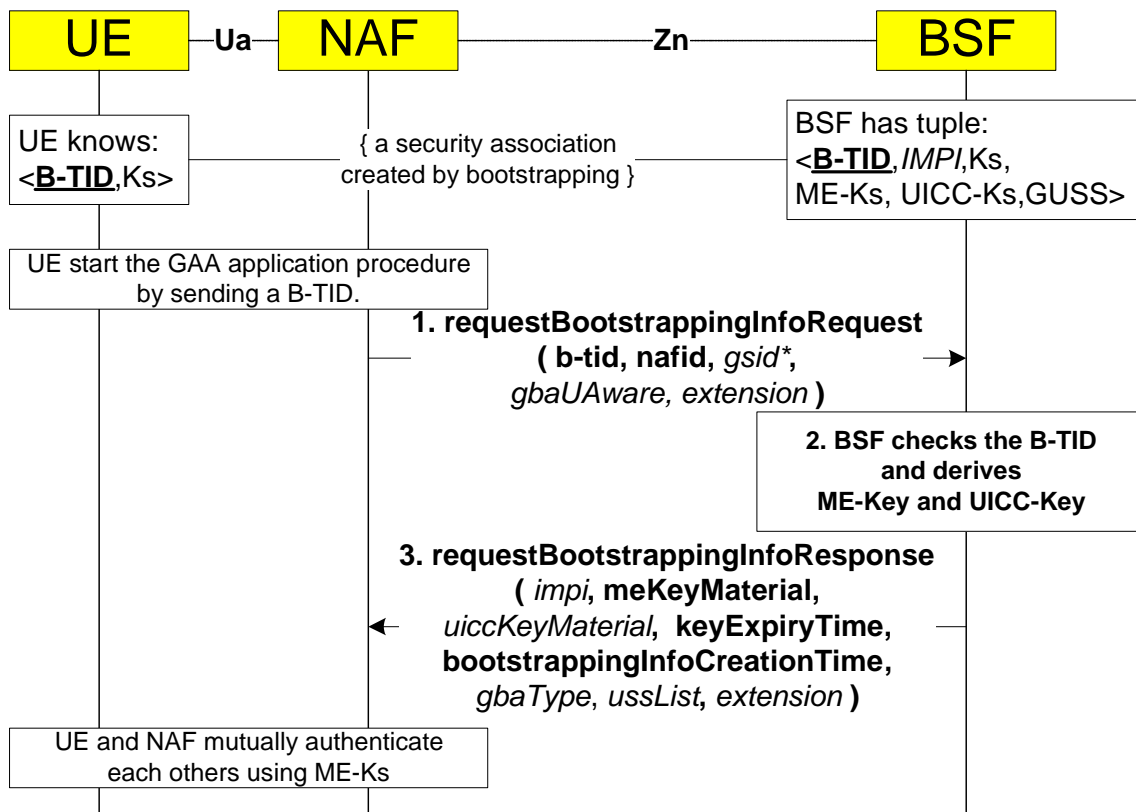 UE
Ua
NAF
Zn
BSF
UE knows:
<B-TID,Ks>
{ a security association
created by bootstrapping }
BSF has tuple:
<B-TID,IMPI,Ks,
ME-Ks, UICC-Ks,GUSS>
UE start the GAA application procedure
by sending a B-TID.
1. requestBootstrappingInfoRequest
( b-tid, nafid, gsid*,
gbaUAware, extension )
2. BSF checks the B-TID
and derives
ME-Key and UICC-Key
3. requestBootstrappingInfoResponse
( impi, meKeyMaterial,
uiccKeyMaterial, keyExpiryTime,
bootstrappingInfoCreationTime,
gbaType, ussList, extension )
UE and NAF mutually authenticate
each others using ME-Ks